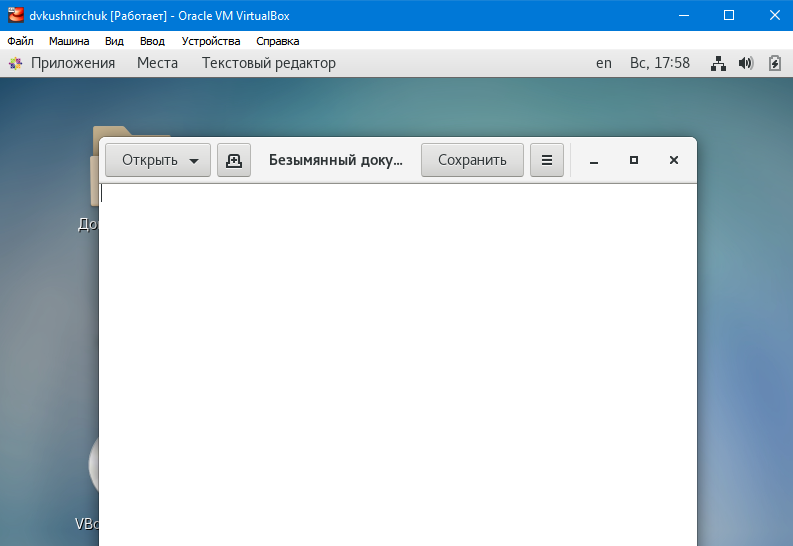 dvkushnirchuk [Работает] - Oracle VM VirtualBox
Файл Машина Вид Ввод Устройства Справка
Приложения Места Текстовый редактор en Вс, 17:58
Открыть Безымянный доку... Сохранить